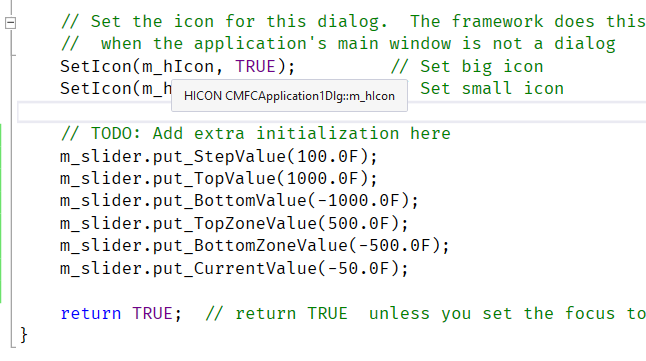 // Set the icon for this dialog.  The framework does this
//  when the application's main window is not a dialog
SetIcon(m_hIcon, TRUE);         // Set big icon
SetIcon(m_h
HICON CMFCApplication1Dlg::m_hIcon
Set small icon
// TODO: Add extra initialization here
m_slider.put_StepValue(100.0F);
m_slider.put_TopValue(1000.0F);
m_slider.put_BottomValue(-1000.0F);
m_slider.put_TopZoneValue(500.0F);
m_slider.put_BottomZoneValue(-500.0F);
m_slider.put_CurrentValue(-50.0F);
return TRUE;  // return TRUE  unless you set the focus to
}